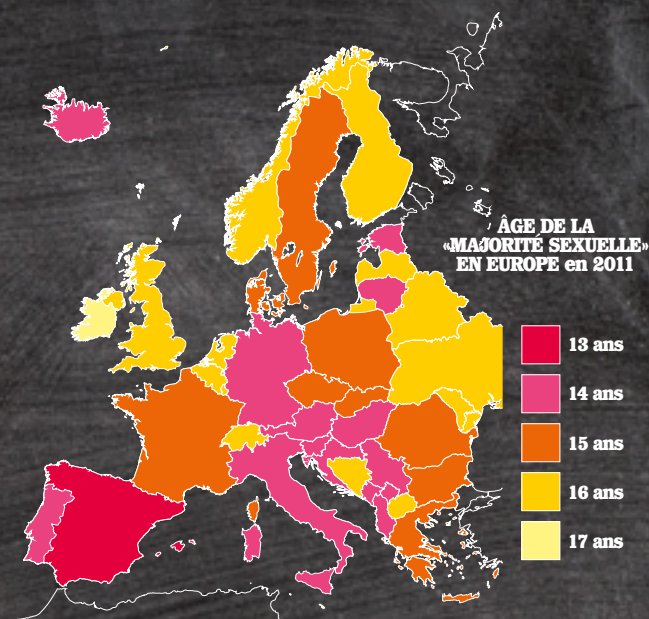 ÂGE DE LA
«MAJORITÉ SEXUELLE»
EN EUROPE en 2011
13 ans
14 ans
15 ans
16 ans
17 ans